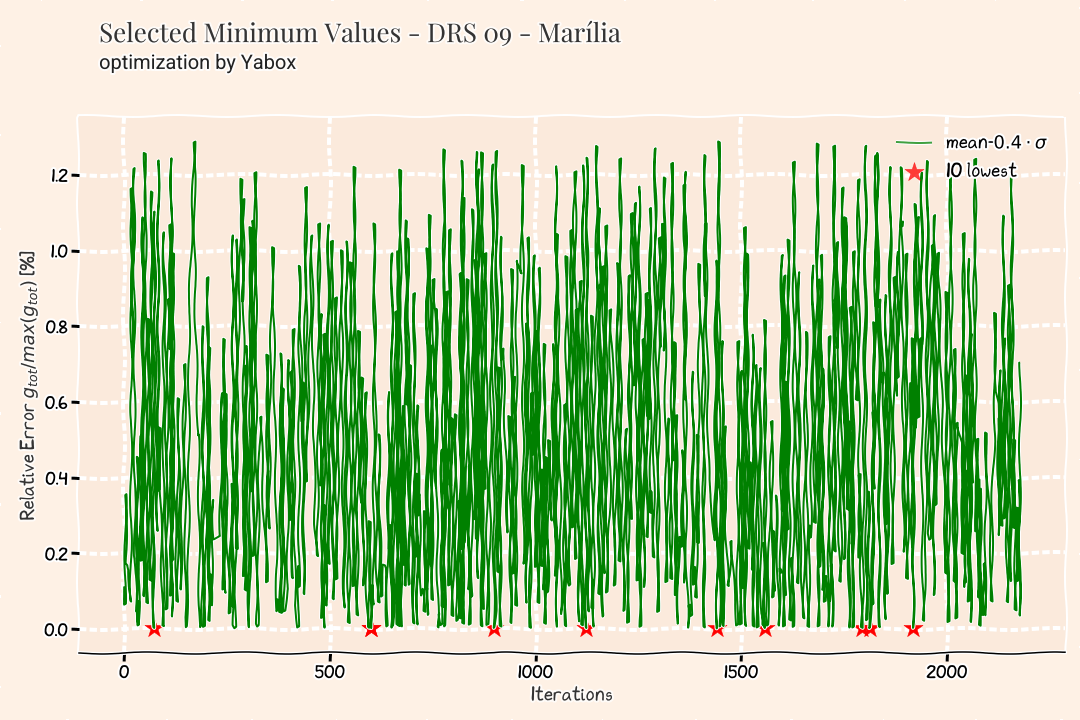 Selected Minimum Values - DRS 09 - Marília
optimization by Yabox
mean-0.4 · σ
10 lowest
Relative Error g_tot/max(g_tot) [%]
1.2
1.0
0.8
0.6
0.4
0.2
0.0
0 500 1000 1500 2000
Iterations